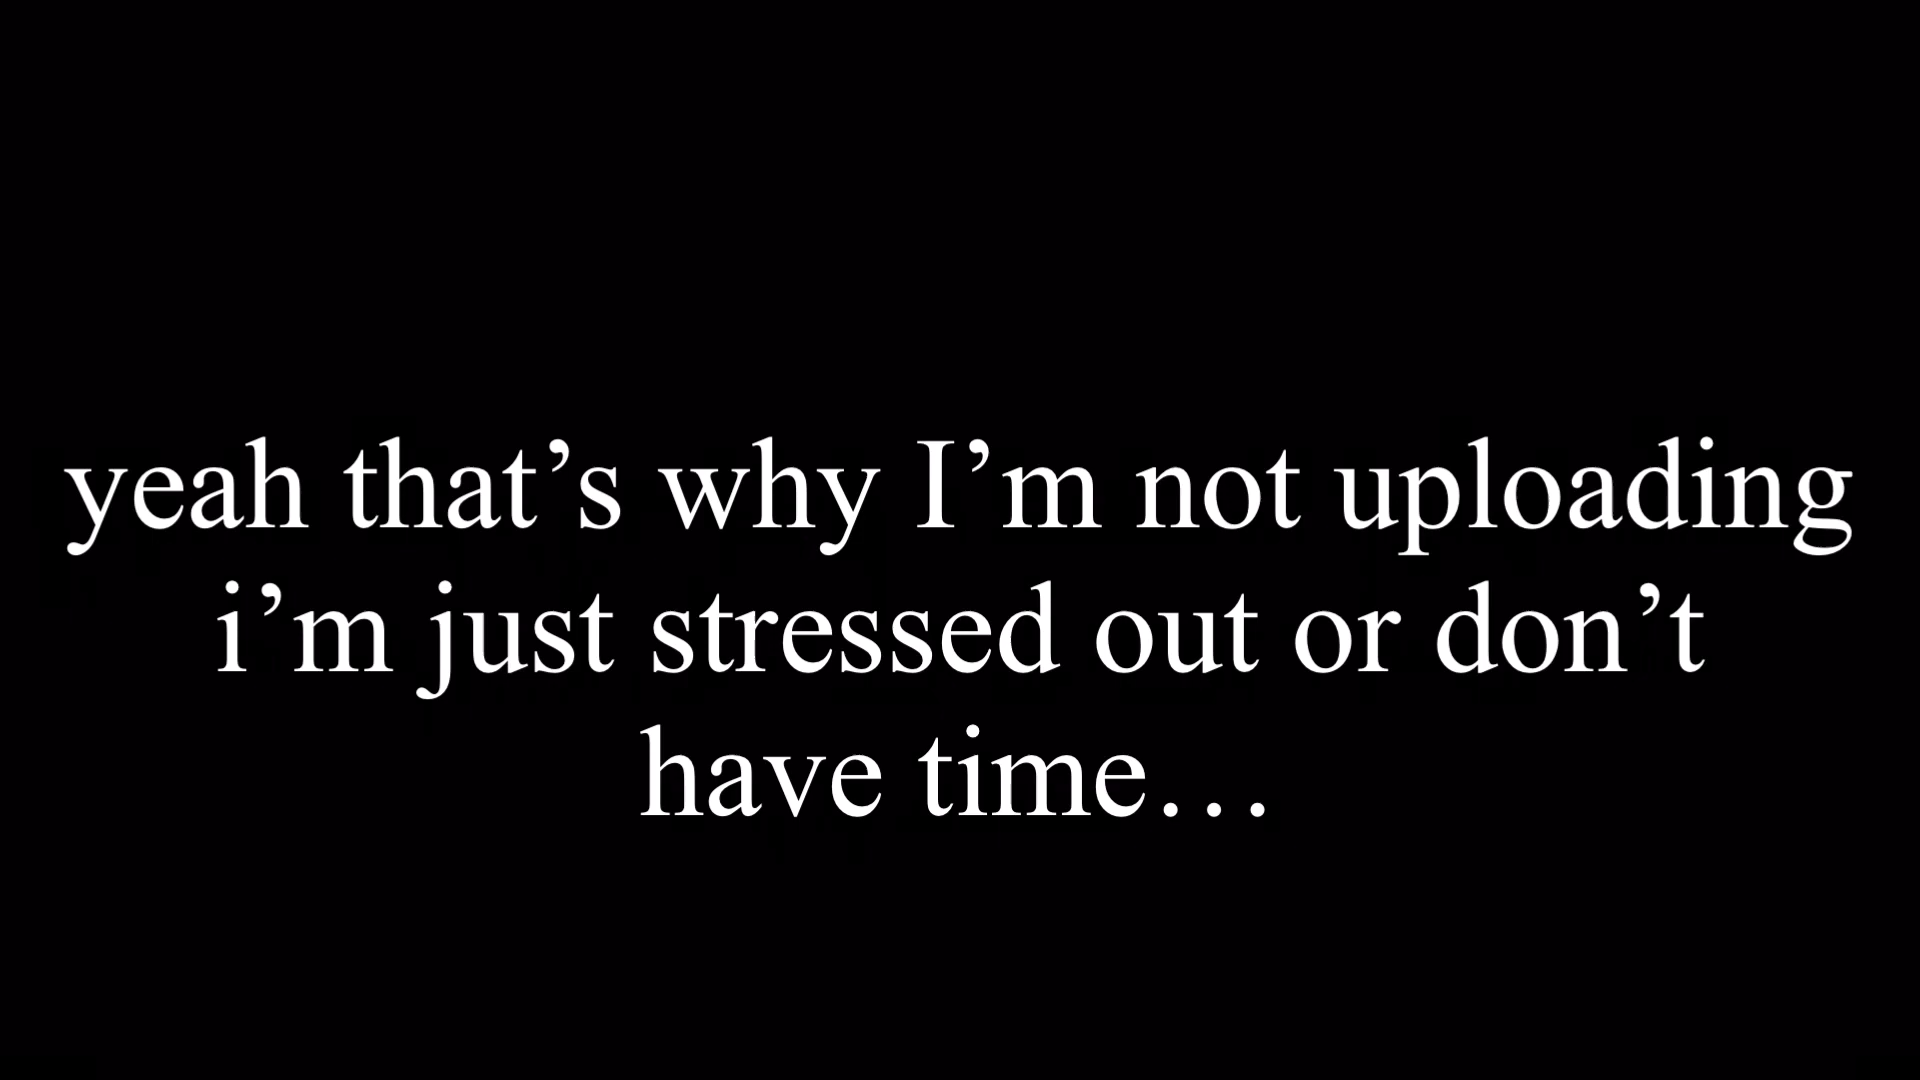 yeah that’s why I’m not uploading
i’m just stressed out or don’t
have time…